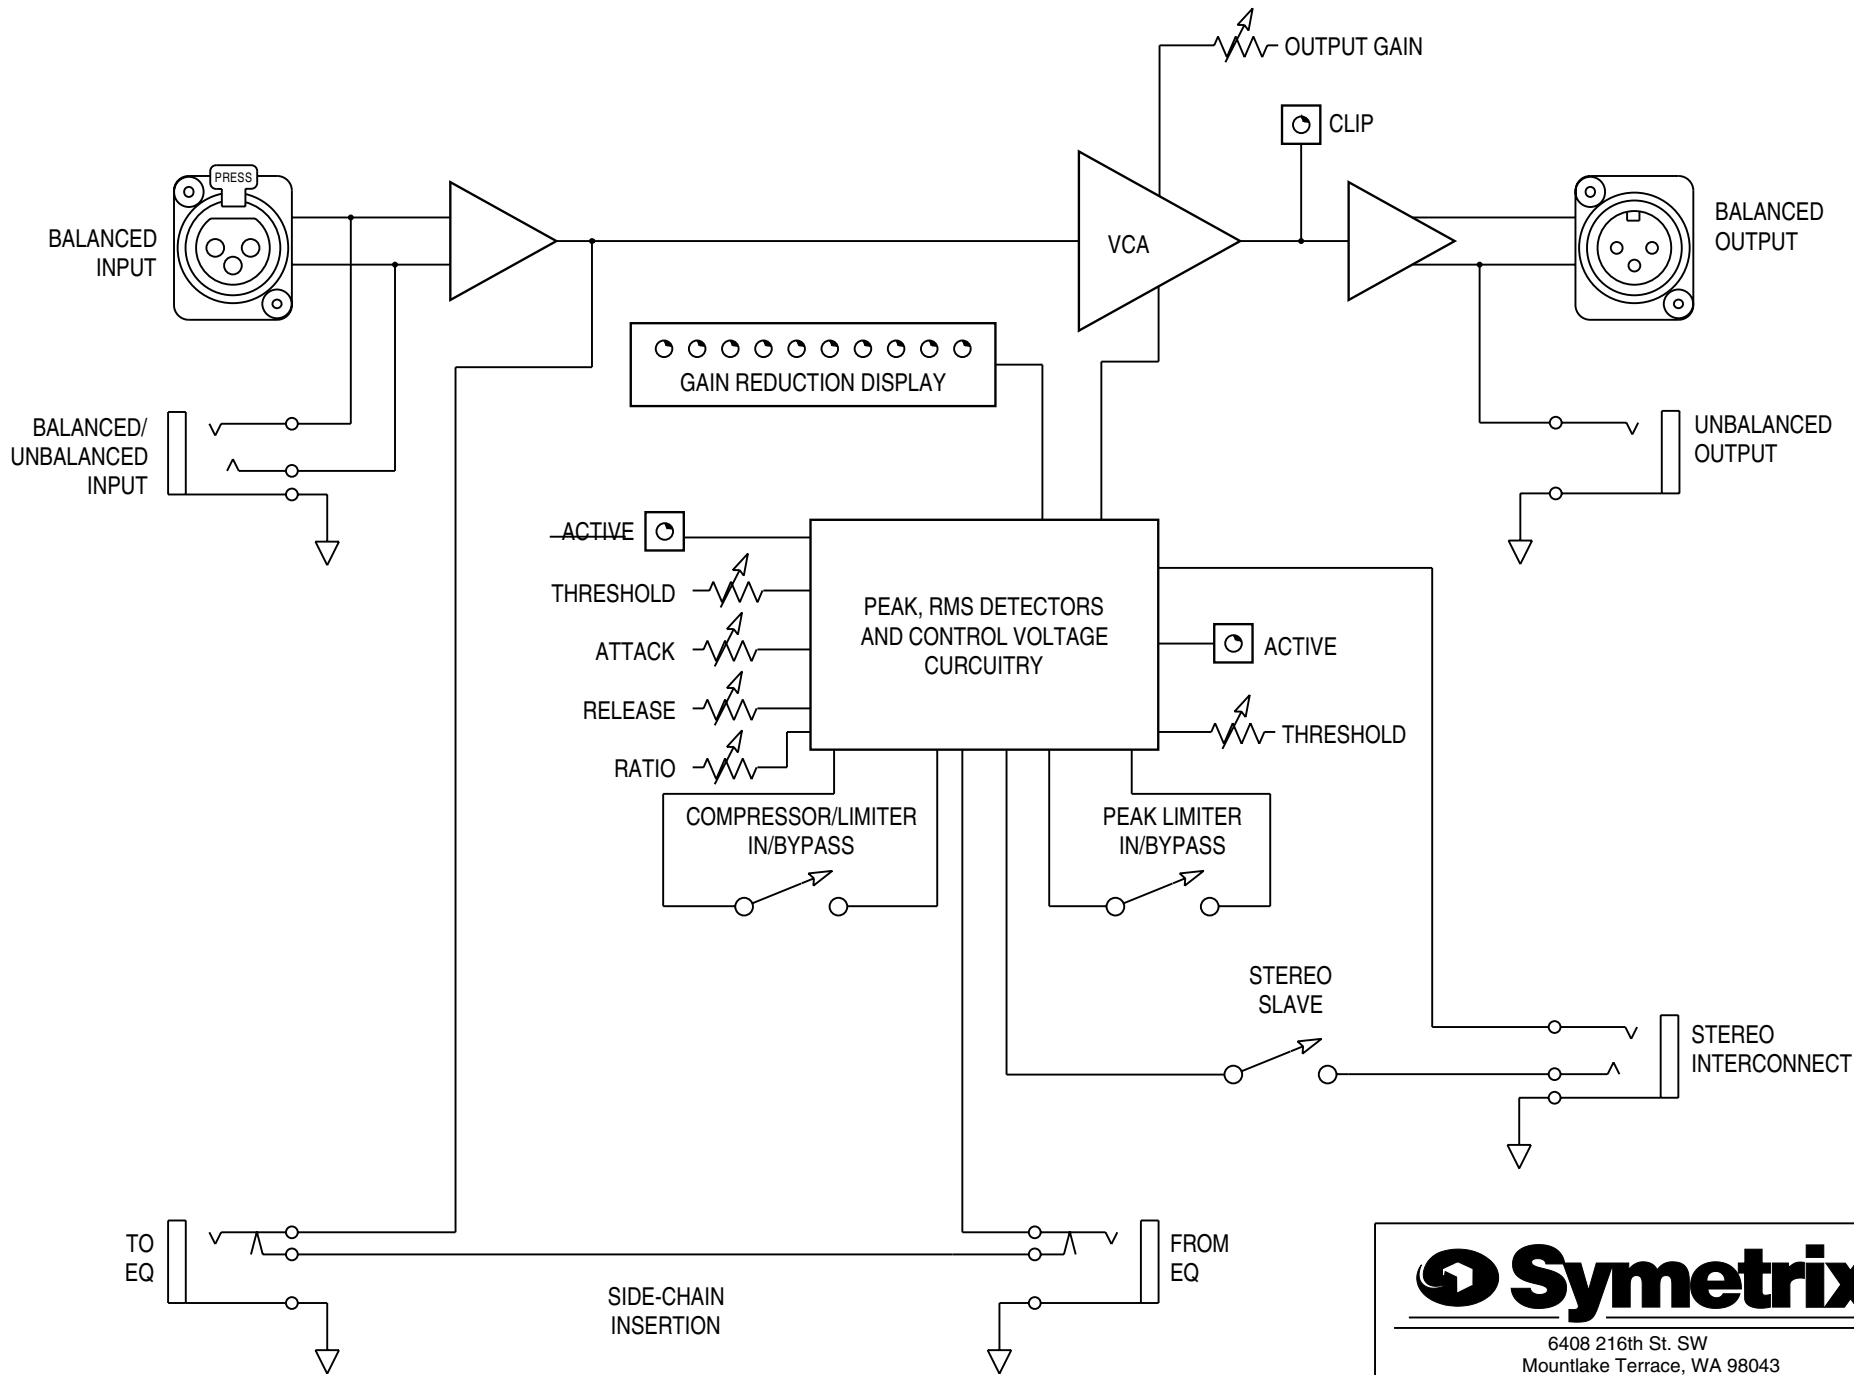 OUTPUT GAIN
CLIP
PRESS
BALANCED
INPUT
VCA
BALANCED
OUTPUT
GAIN REDUCTION DISPLAY
BALANCED/
UNBALANCED
INPUT
UNBALANCED
OUTPUT
ACTIVE
THRESHOLD
ATTACK
RELEASE
RATIO
PEAK, RMS DETECTORS
AND CONTROL VOLTAGE
CURCUITRY
ACTIVE
THRESHOLD
COMPRESSOR/LIMITER
IN/BYPASS
PEAK LIMITER
IN/BYPASS
STEREO
SLAVE
STEREO
INTERCONNECT
TO
EQ
SIDE-CHAIN
INSERTION
FROM
EQ
Symetrix
6408 216th St. SW
Mountlake Terrace, WA 98043